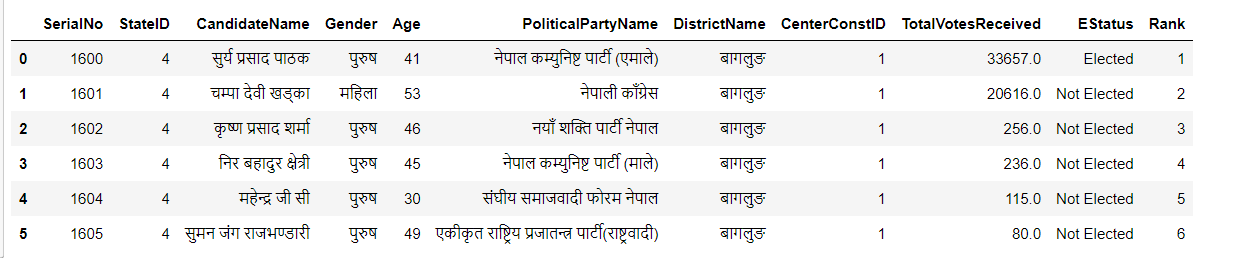 SerialNo StateID CandidateName Gender Age PoliticalPartyName DistrictName CenterConstID TotalVotesReceived EStatus Rank
0 1600 4 सुर्य प्रसाद पाठक पुरुष 41 नेपाल कम्युनिष्ट पार्टी (एमाले) बागलुङ 1 33657.0 Elected 1
1 1601 4 चम्पा देवी खड्का महिला 53 नेपाली काँग्रेस बागलुङ 1 20616.0 Not Elected 2
2 1602 4 कृष्ण प्रसाद शर्मा पुरुष 46 नयाँ शक्ति पार्टी नेपाल बागलुङ 1 256.0 Not Elected 3
3 1603 4 निर बहादुर क्षेत्री पुरुष 45 नेपाल कम्युनिष्ट पार्टी (माले) बागलुङ 1 236.0 Not Elected 4
4 1604 4 महेन्द्र जी सी पुरुष 30 संघीय समाजवादी फोरम नेपाल बागलुङ 1 115.0 Not Elected 5
5 1605 4 सुमन जंग राजभण्डारी पुरुष 49 एकीकृत राष्ट्रिय प्रजातन्त्र पार्टी(राष्ट्रवादी) बागलुङ 1 80.0 Not Elected 6